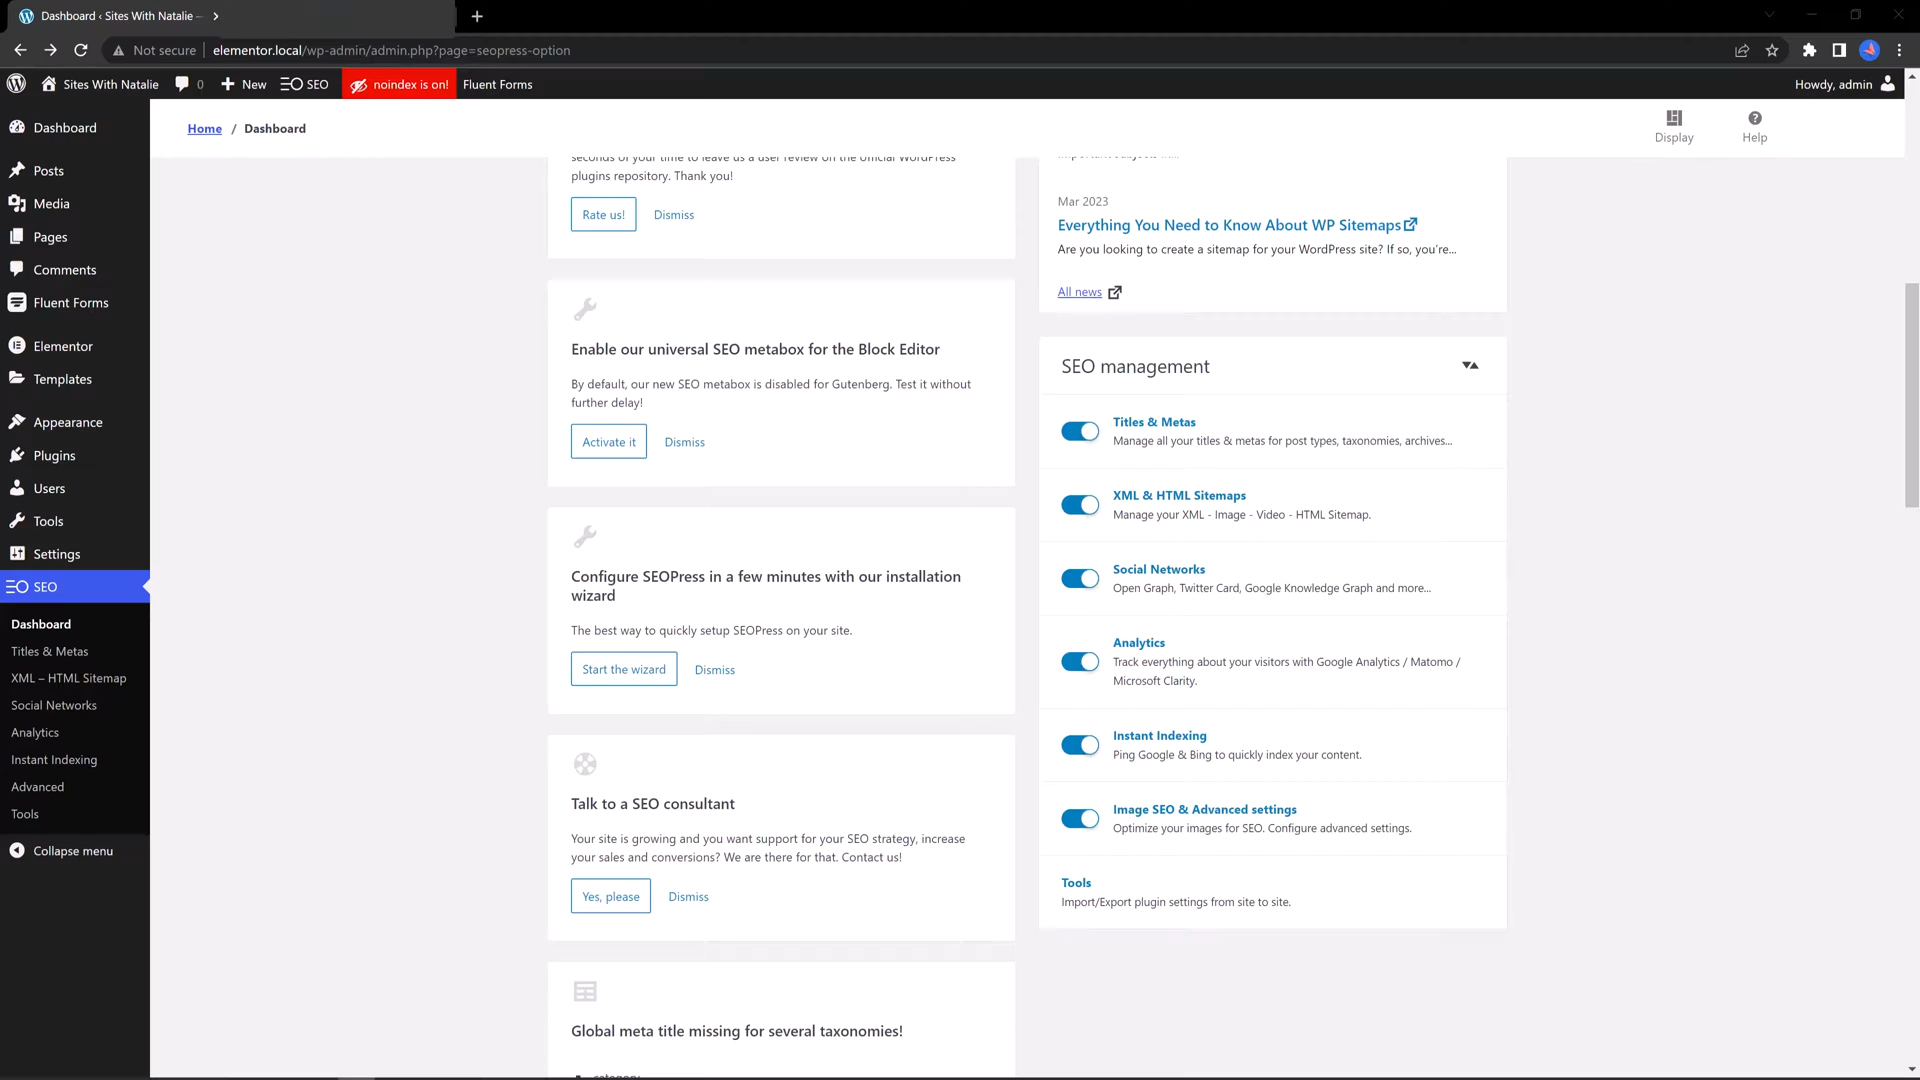 Dashboard ‹ Sites With Natalie –
Not secure
elementor.local/wp-admin/admin.php?page=seopress-option
Sites With Natalie
0
New
SEO
noindex is on!
Fluent Forms
Howdy, admin
Dashboard
Posts
Media
Pages
Comments
Fluent Forms
Elementor
Templates
Appearance
Plugins
Users
Tools
Settings
SEO
Dashboard
Titles & Metas
XML – HTML Sitemap
Social Networks
Analytics
Instant Indexing
Advanced
Tools
Collapse menu
Home / Dashboard
Display
Help
seconds of your time to leave us a user review on the official WordPress
plugins repository. Thank you!
Rate us!
Dismiss
Enable our universal SEO metabox for the Block Editor
By default, our new SEO metabox is disabled for Gutenberg. Test it without
further delay!
Activate it
Dismiss
Configure SEOPress in a few minutes with our installation
wizard
The best way to quickly setup SEOPress on your site.
Start the wizard
Dismiss
Talk to a SEO consultant
Your site is growing and you want support for your SEO strategy, increase
your sales and conversions? We are there for that. Contact us!
Yes, please
Dismiss
Global meta title missing for several taxonomies!
Mar 2023
Everything You Need to Know About WP Sitemaps
Are you looking to create a sitemap for your WordPress site? If so, you're...
All news
SEO management
Titles & Metas
Manage all your titles & metas for post types, taxonomies, archives...
XML & HTML Sitemaps
Manage your XML - Image - Video - HTML Sitemap.
Social Networks
Open Graph, Twitter Card, Google Knowledge Graph and more...
Analytics
Track everything about your visitors with Google Analytics / Matomo /
Microsoft Clarity.
Instant Indexing
Ping Google & Bing to quickly index your content.
Image SEO & Advanced settings
Optimize your images for SEO. Configure advanced settings.
Tools
Import/Export plugin settings from site to site.